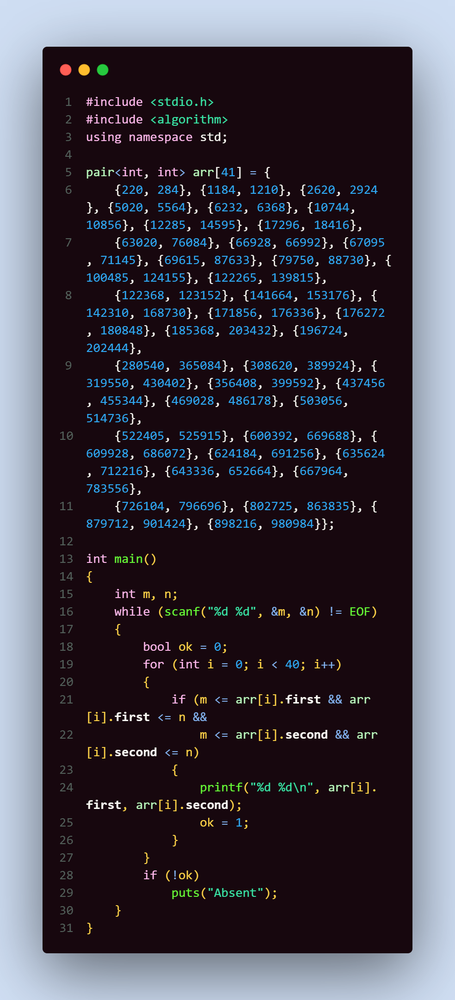 1 #include <stdio.h>
2 #include <algorithm>
3 using namespace std;
4
5 pair<int, int> arr[41] = {
6     {220, 284}, {1184, 1210}, {2620, 2924
}, {5020, 5564}, {6232, 6368}, {10744,
10856}, {12285, 14595}, {17296, 18416},
7     {63020, 76084}, {66928, 66992}, {67095
, 71145}, {69615, 87633}, {79750, 88730}, {
100485, 124155}, {122265, 139815},
8     {122368, 123152}, {141664, 153176}, {
142310, 168730}, {171856, 176336}, {176272
, 180848}, {185368, 203432}, {196724,
202444},
9     {280540, 365084}, {308620, 389924}, {
319550, 430402}, {356408, 399592}, {437456
, 455344}, {469028, 486178}, {503056,
514736},
10     {522405, 525915}, {600392, 669688}, {
609928, 686072}, {624184, 691256}, {635624
, 712216}, {643336, 652664}, {667964,
783556},
11     {726104, 796696}, {802725, 863835}, {
879712, 901424}, {898216, 980984}};
12
13 int main()
14 {
15     int m, n;
16     while (scanf("%d %d", &m, &n) != EOF)
17     {
18         bool ok = 0;
19         for (int i = 0; i < 40; i++)
20         {
21             if (m <= arr[i].first && arr
[i].first <= n &&
22                 m <= arr[i].second && arr
[i].second <= n)
23             {
24                 printf("%d %d\n", arr[i].
first, arr[i].second);
25                 ok = 1;
26             }
27         }
28         if (!ok)
29             puts("Absent");
30     }
31 }